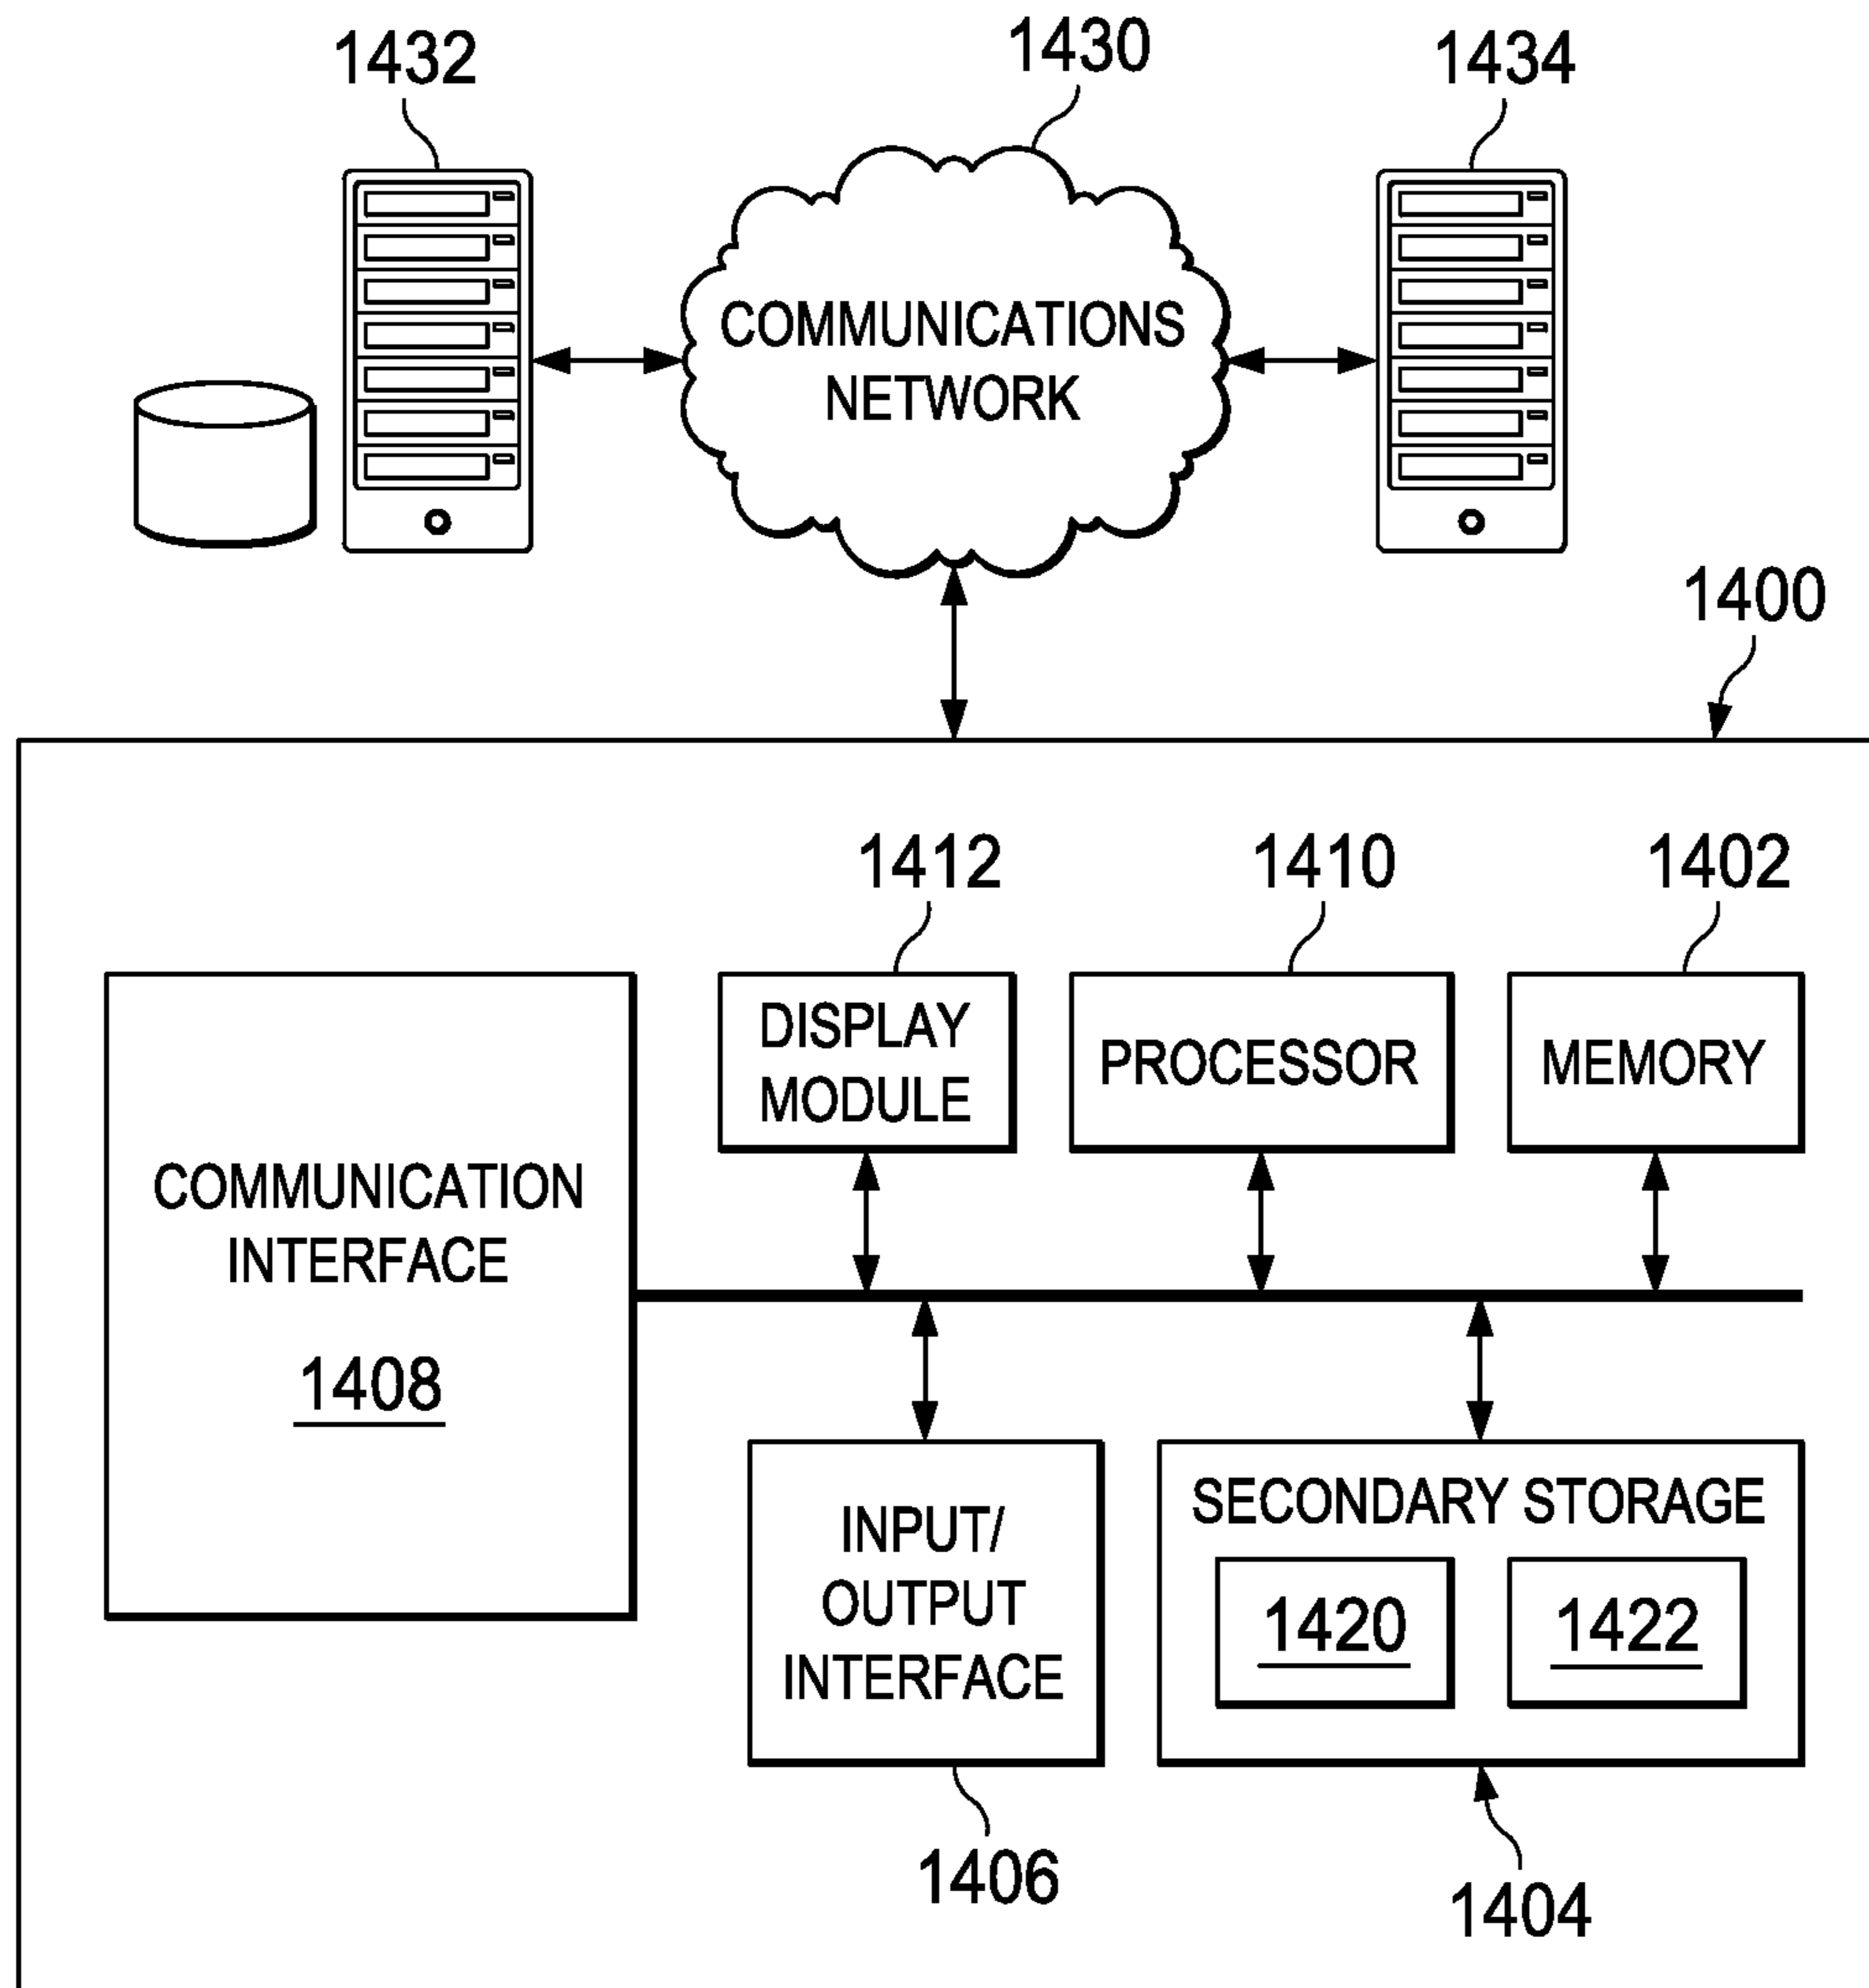 1432
1430
1434
COMMUNICATIONS
NETWORK
1400
1412
1410
1402
DISPLAY
MODULE
PROCESSOR
MEMORY
COMMUNICATION
INTERFACE
1408
INPUT/
OUTPUT
INTERFACE
SECONDARY STORAGE
1420
1422
1406
1404